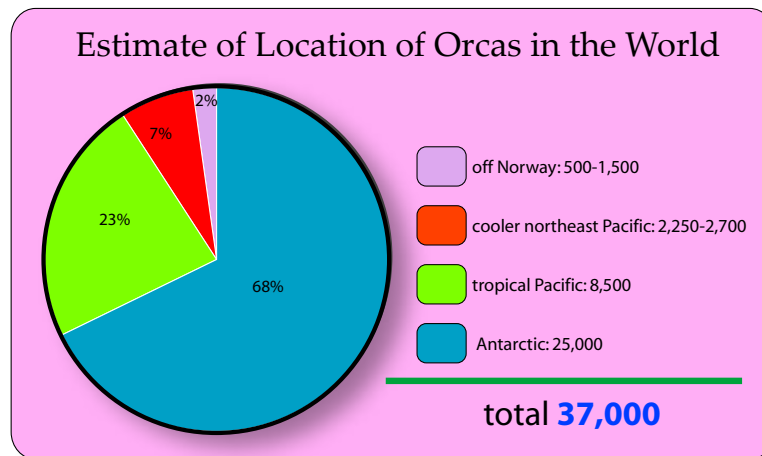 Estimate of Location of Orcas in the World
2%
7%
23%
68%
off Norway: 500-1,500
cooler northeast Pacific: 2,250-2,700
tropical Pacific: 8,500
Antarctic: 25,000
total 37,000